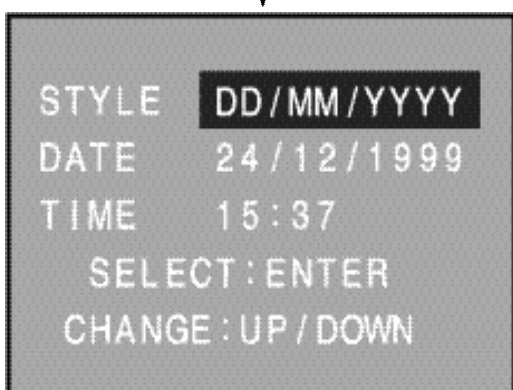 STYLE DD/MM/YYYY
DATE 24/12/1999
TIME 15:37
SELECT:ENTER
CHANGE:UP/DOWN